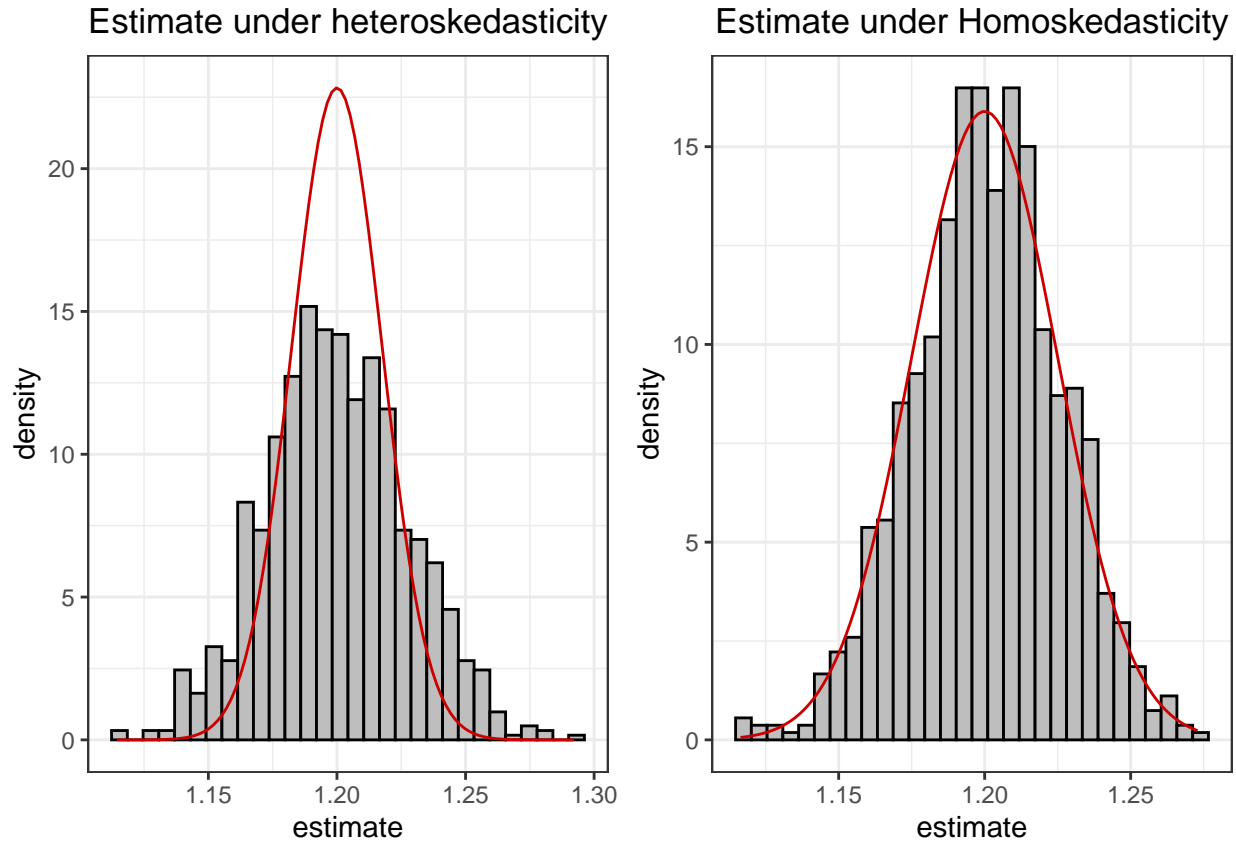 Estimate under heteroskedasticity
density
20
15
10
5
0
1.15 1.20 1.25 1.30
estimate
Estimate under Homoskedasticity
density
15
10
5
0
1.15 1.20 1.25
estimate